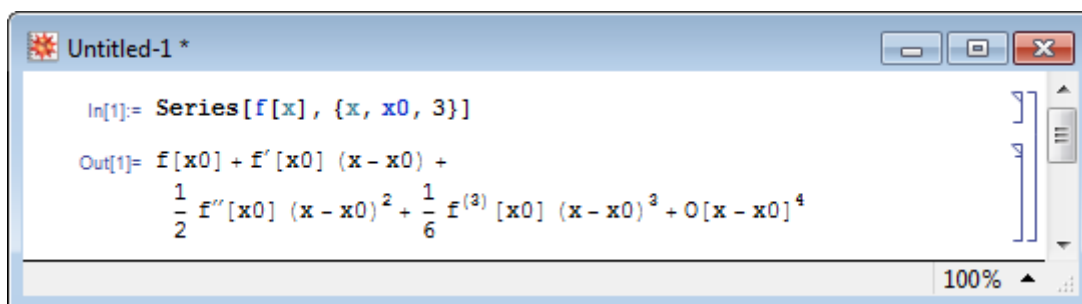 Untitled-1 *
In[1]:= Series[f[x], {x, x0, 3}]
Out[1]= f[x0] + f′[x0] (x - x0) +
1/2 f″[x0] (x - x0)^2 + 1/6 f^(3)[x0] (x - x0)^3 + O[x - x0]^4
100%